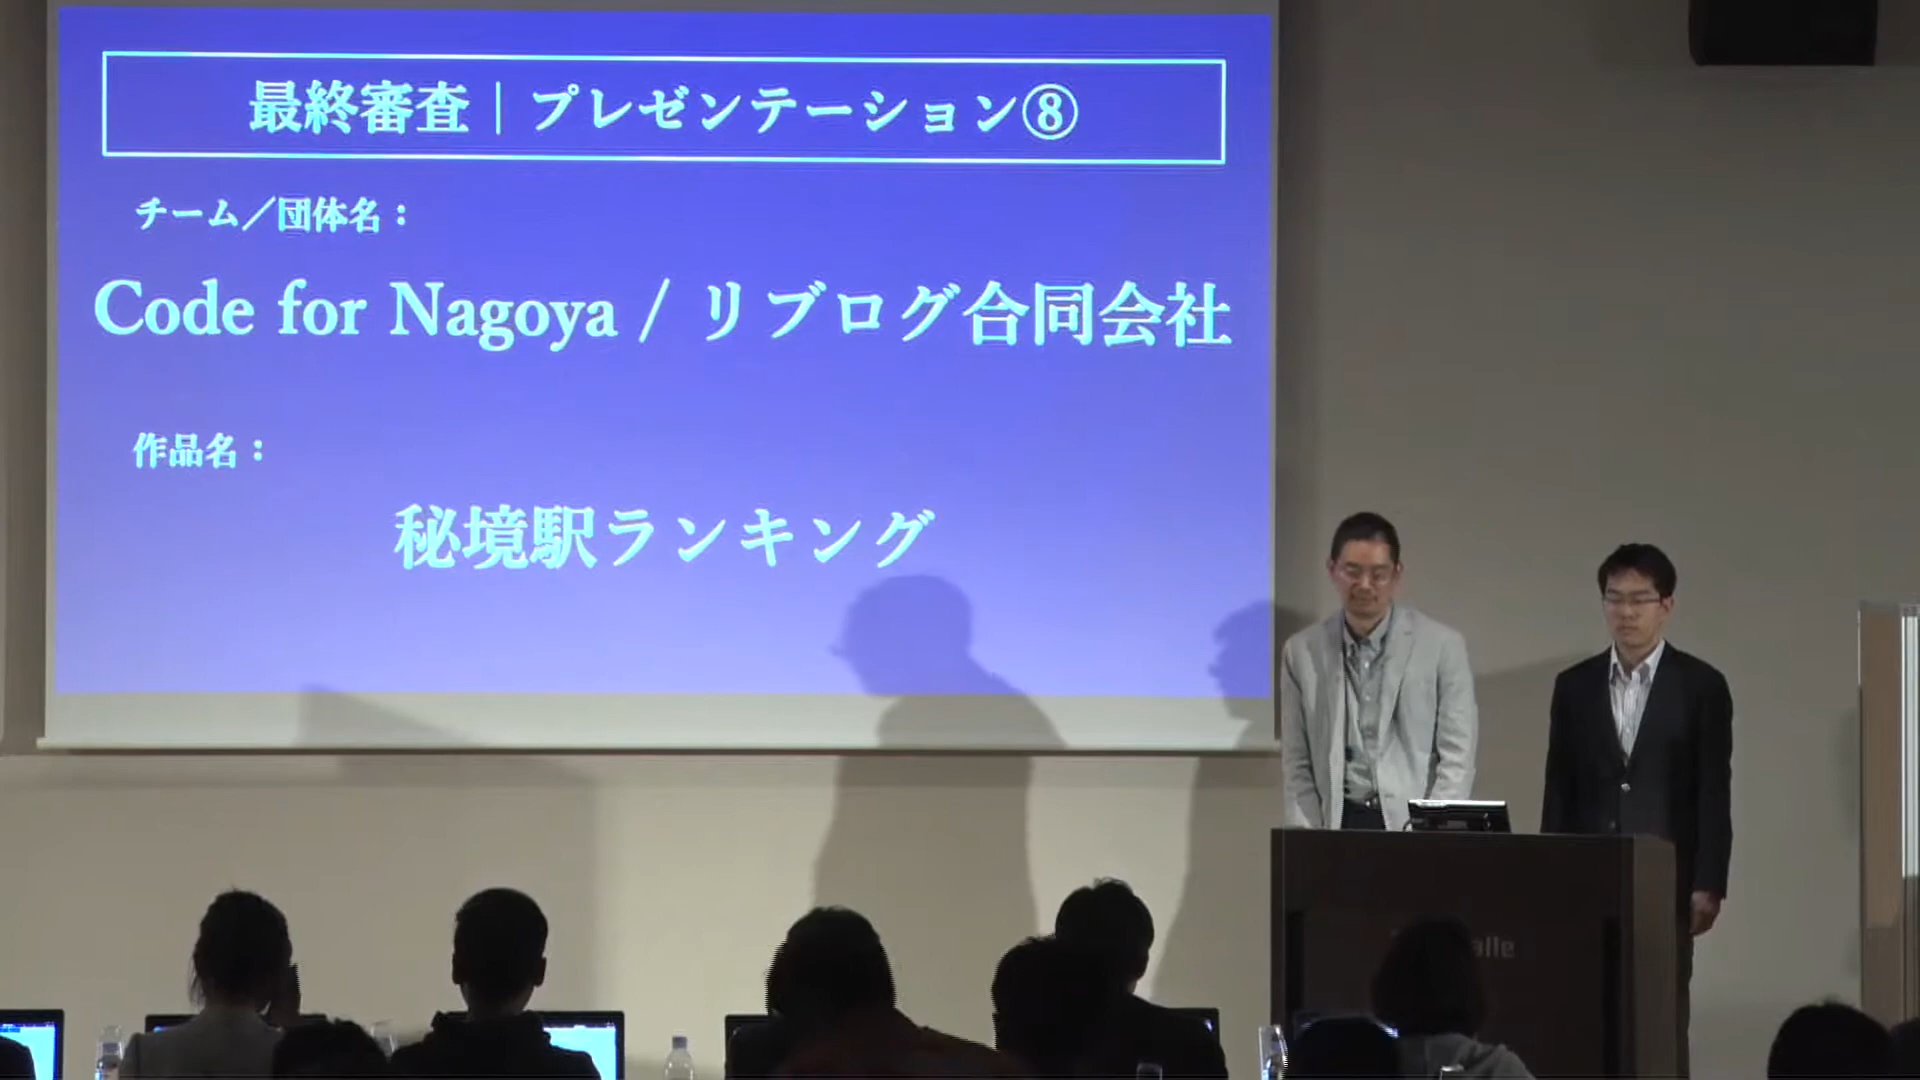 最終審査｜プレゼンテーション⑧
チーム／団体名：
Code for Nagoya / リブログ合同会社
作品名：
秘境駅ランキング